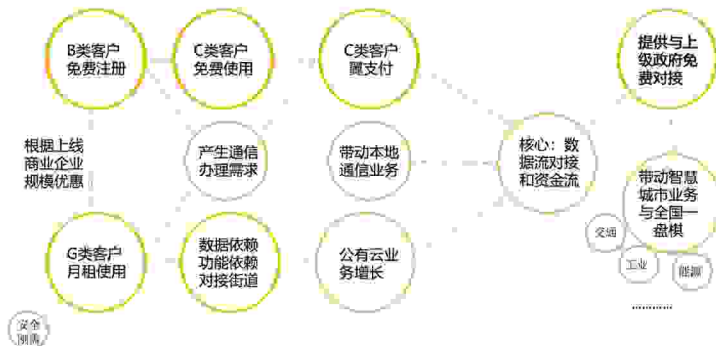 B类客户
免费注册
C类客户
免费使用
C类客户
翼支付
提供与上
级政府免
费对接
根据上线
商业企业
规模优惠
产生通信
办理需求
带动本地
通信业务
核心：数
据流对接
和资金流
带动智慧
城市业务
与全国一
盘棋
G类客户
月租使用
数据依赖
功能依赖
对接街道
公有云业
务增长
交通
工业
能源
…………
安全
刚需